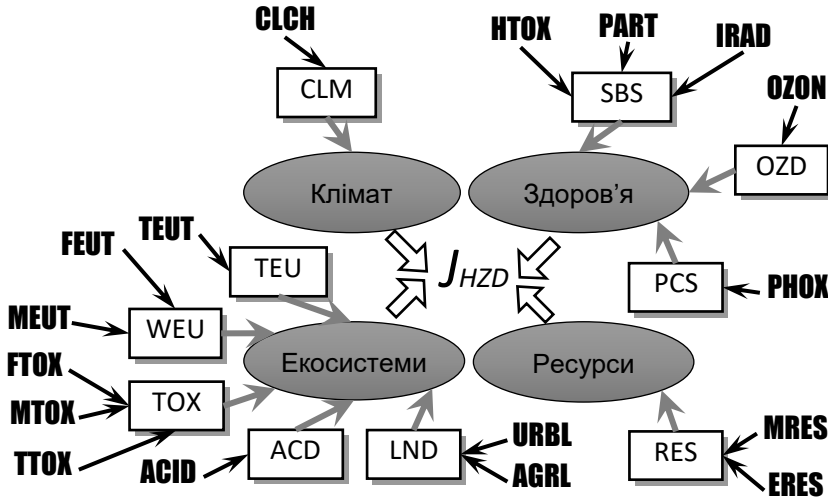 CLCH
HTOX
PART
IRAD
CLM
SBS
OZON
OZD
Клімат
Здоров'я
TEUT
FEUT
TEU
J HZD
PCS
PHOX
MEUT
WEU
Екосистеми
Ресурси
FTOX
MTOX
TOX
TTOX
ACID
ACD
LND
URBL
AGRL
RES
MRES
ERES